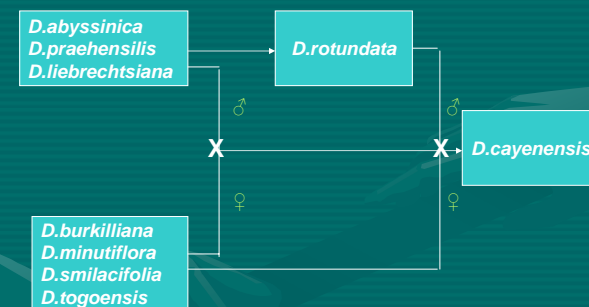 D.abyssinica
D.praehensilis
D.liebrechtsiana
D.rotundata
♂
♂
X
X
D.cayenensis
♀
♀
D.burkilliana
D.minutiflora
D.smilacifolia
D.togoensis